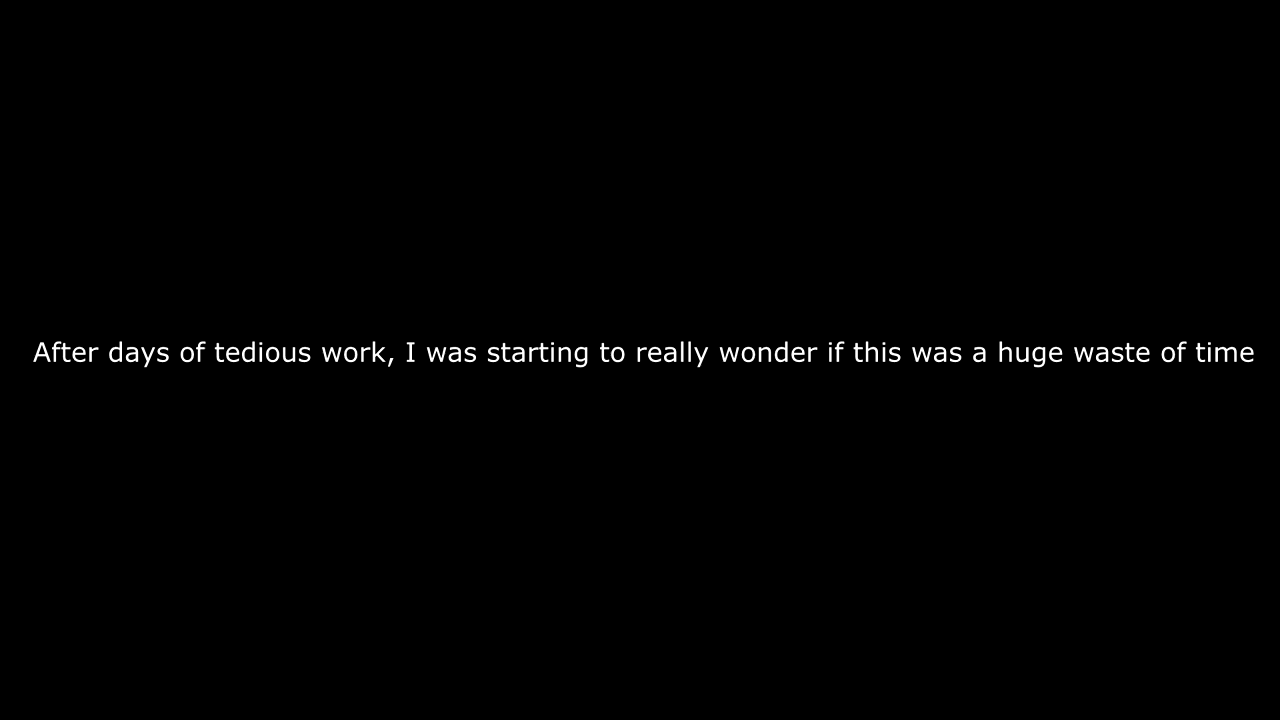 After days of tedious work, I was starting to really wonder if this was a huge waste of time